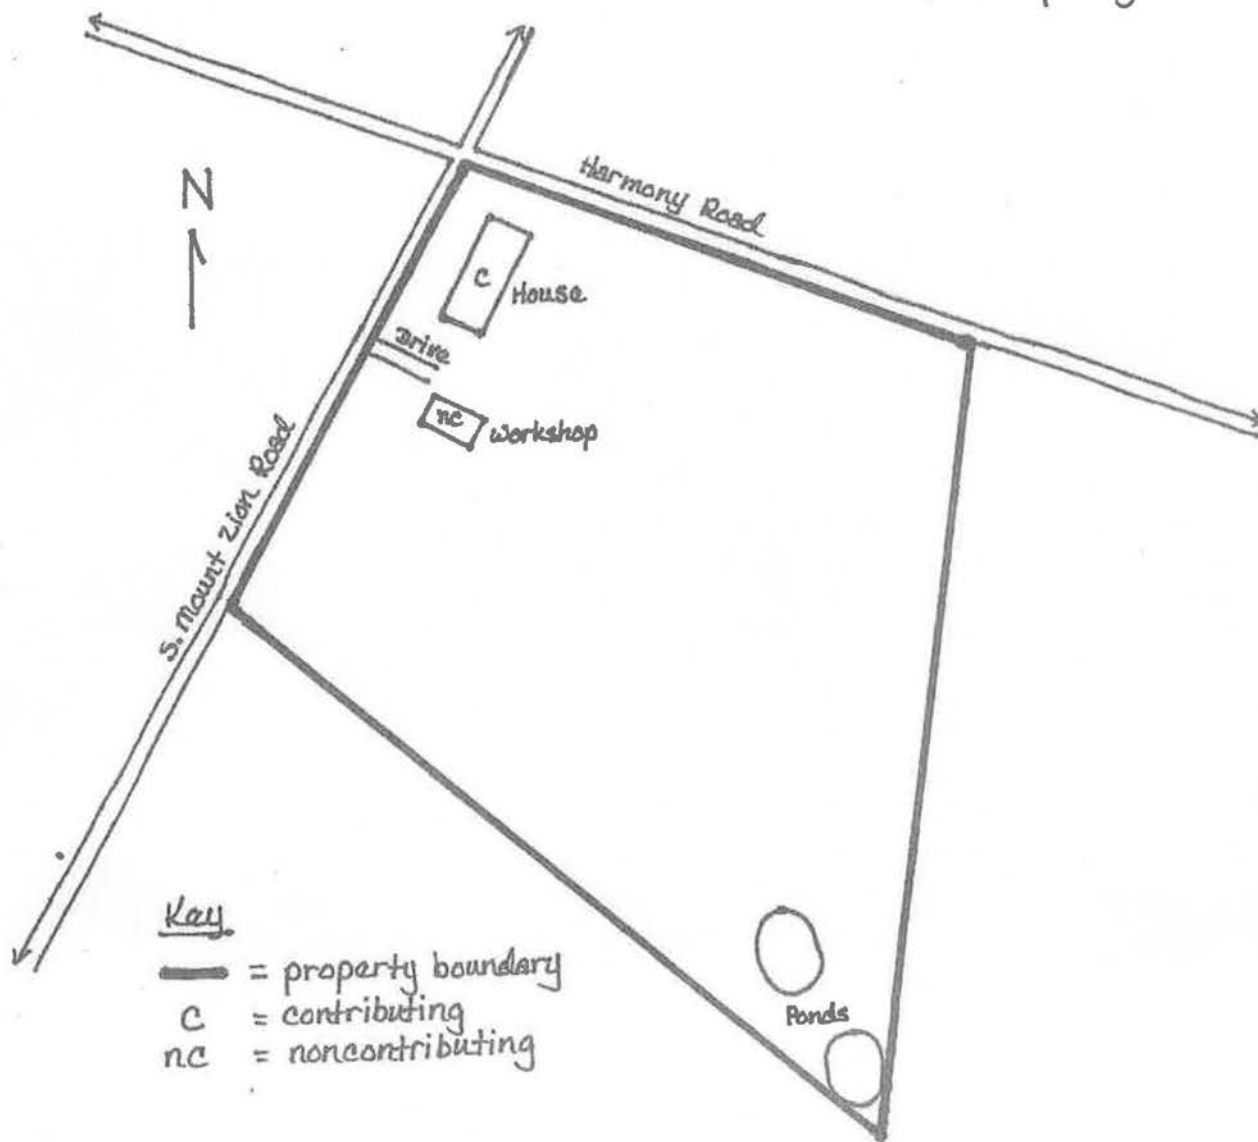 Harmony Road
N
C
House
Drive
nc
Workshop
S. Mount Zion Road
Key
= property boundary
C = contributing
nc = noncontributing
Ponds